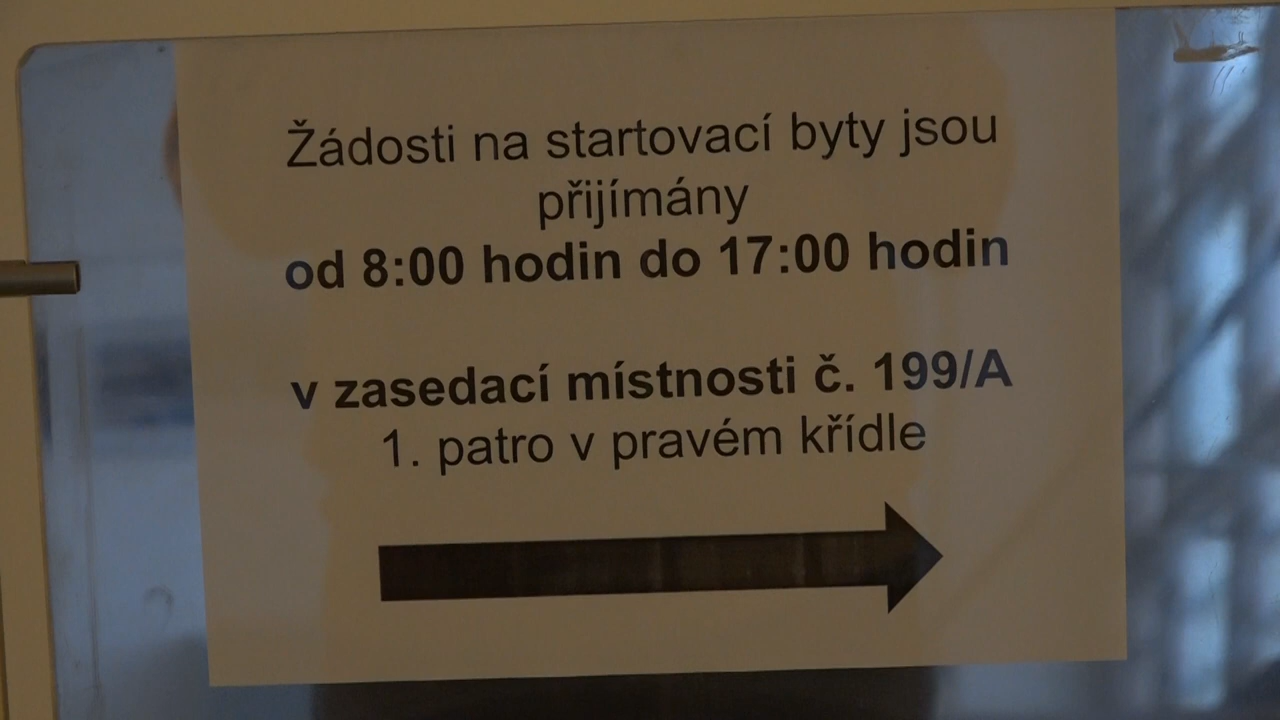 Žádosti na startovací byty jsou
přijímány
od 8:00 hodin do 17:00 hodin
v zasedací místnosti č. 199/A
1. patro v pravém křídle